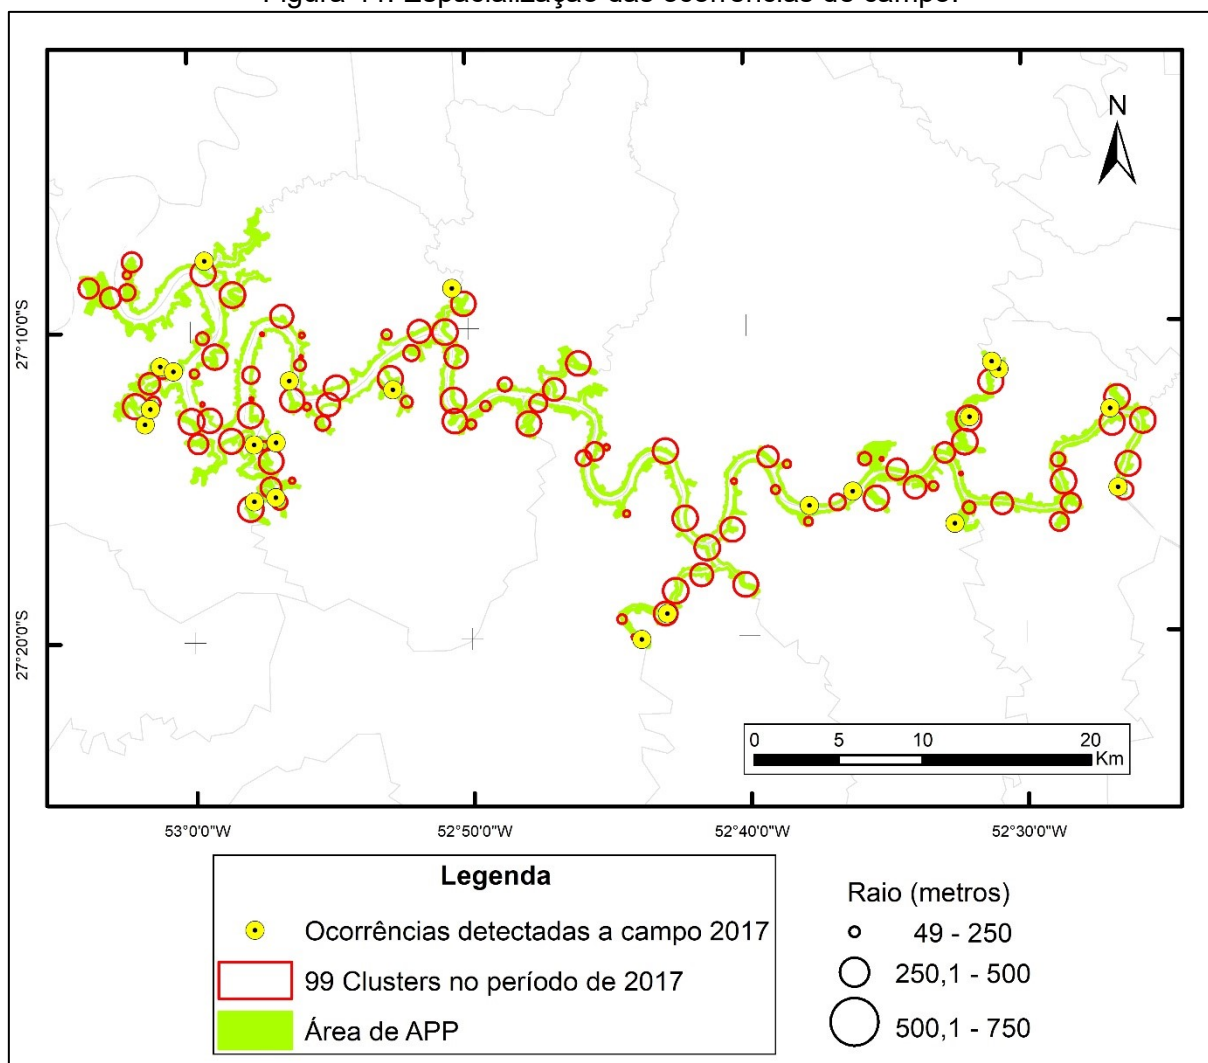 Figura 44. Espacialização das ocorrências de campo.
N
27°10'0"S
27°20'0"S
0 5 10 20
Km
53°0'0"W 52°50'0"W 52°40'0"W 52°30'0"W
Legenda
Ocorrências detectadas a campo 2017
99 Clusters no período de 2017
Área de APP
Raio (metros)
49 - 250
250,1 - 500
500,1 - 750